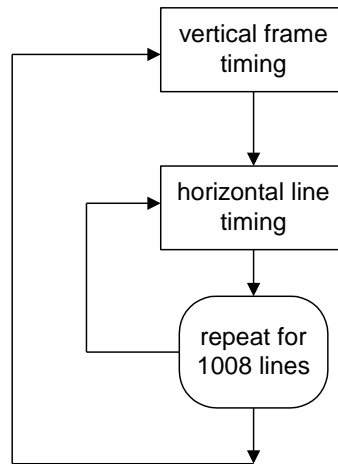 vertical frame
timing
horizontal line
timing
repeat for
1008 lines